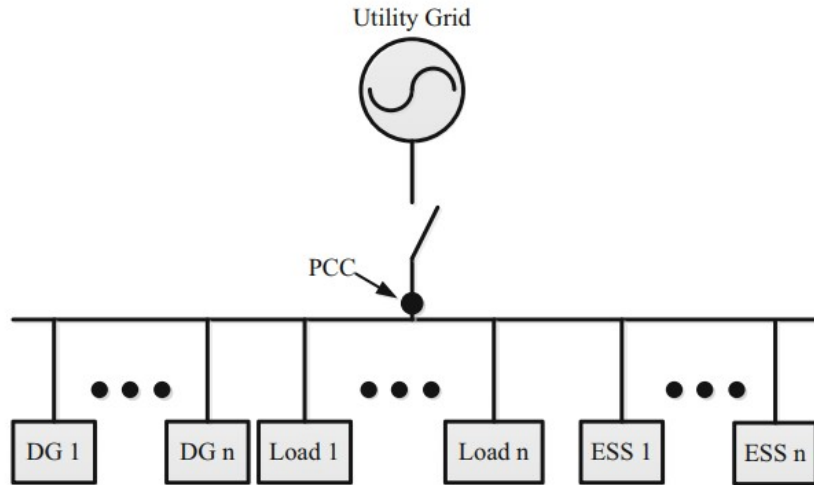 Utility Grid
PCC
DG 1
DG n
Load 1
Load n
ESS 1
ESS n